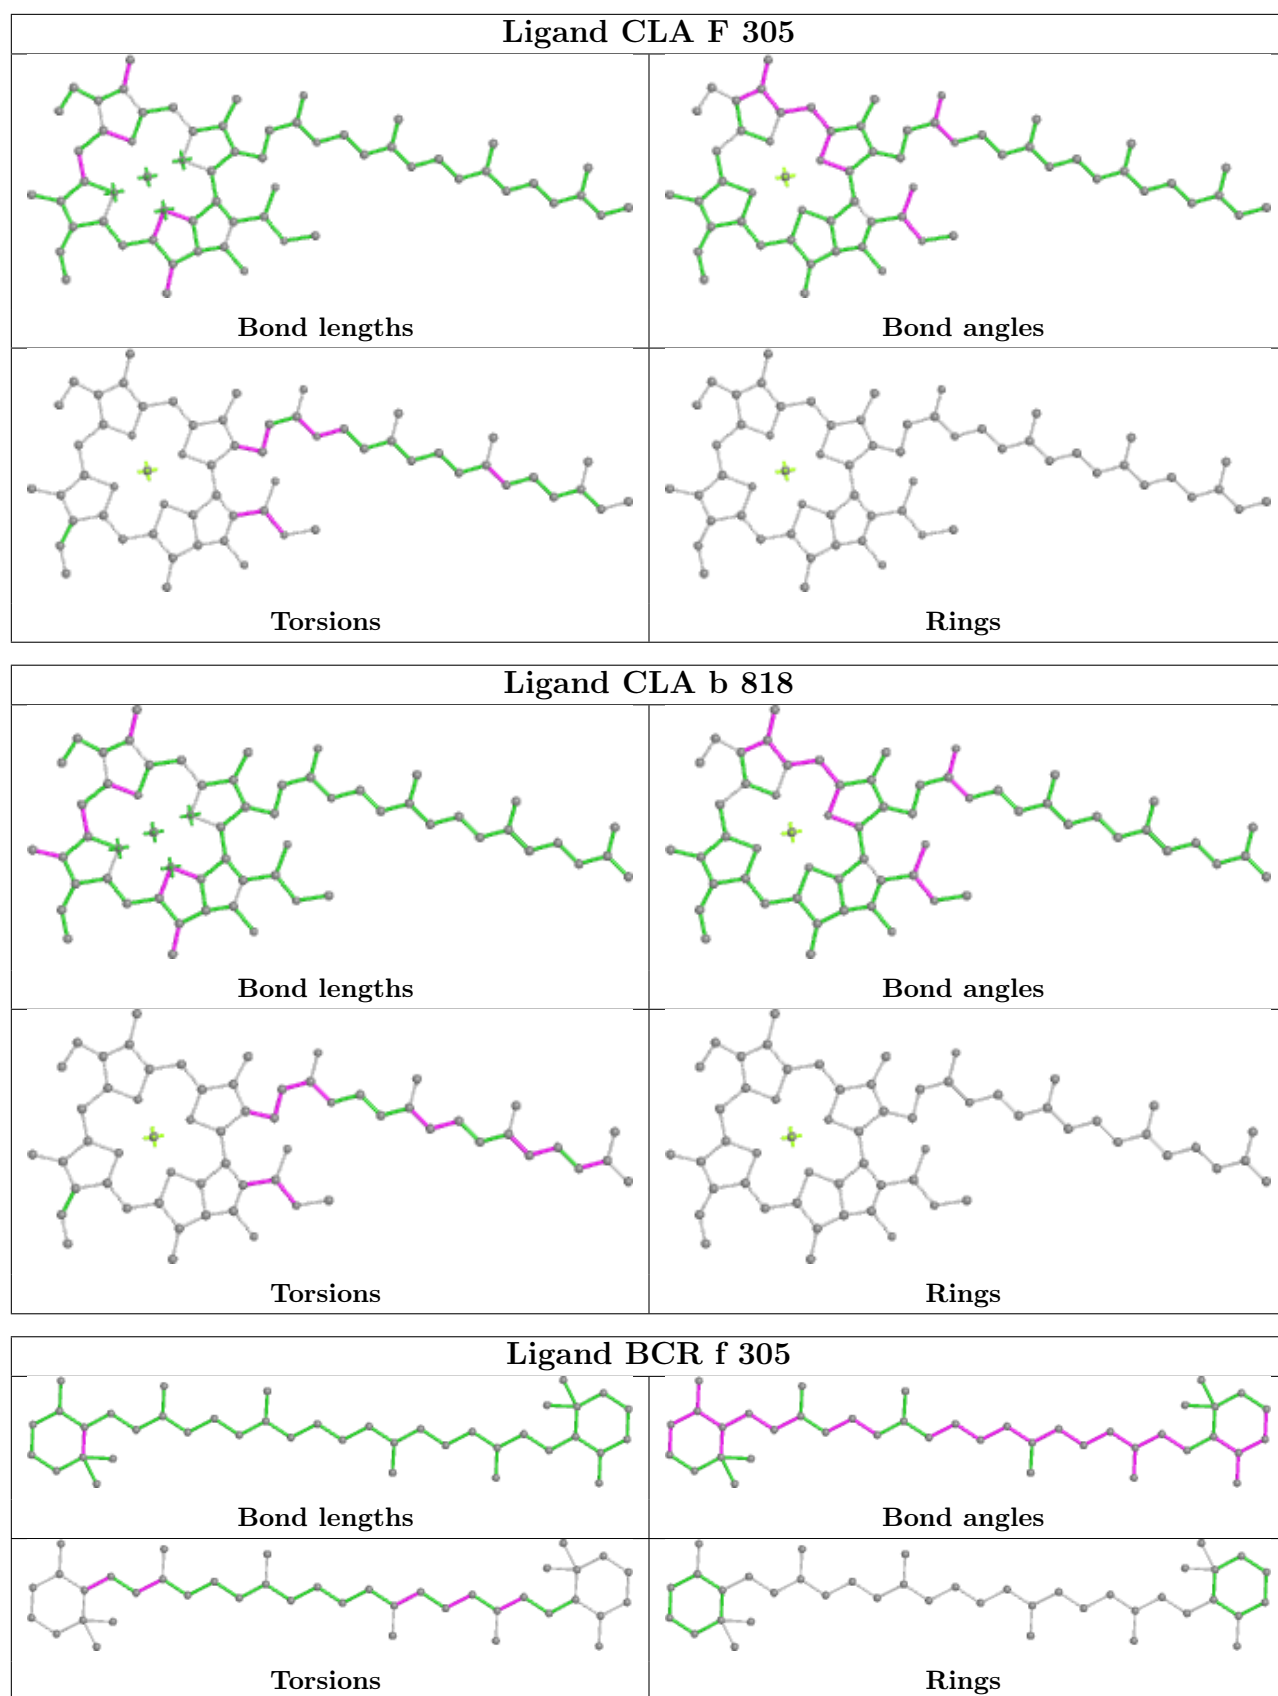 Ligand CLA F 305
Bond lengths
Bond angles
Torsions
Rings
Ligand CLA b 818
Bond lengths
Bond angles
Torsions
Rings
Ligand BCR f 305
Bond lengths
Bond angles
Torsions
Rings